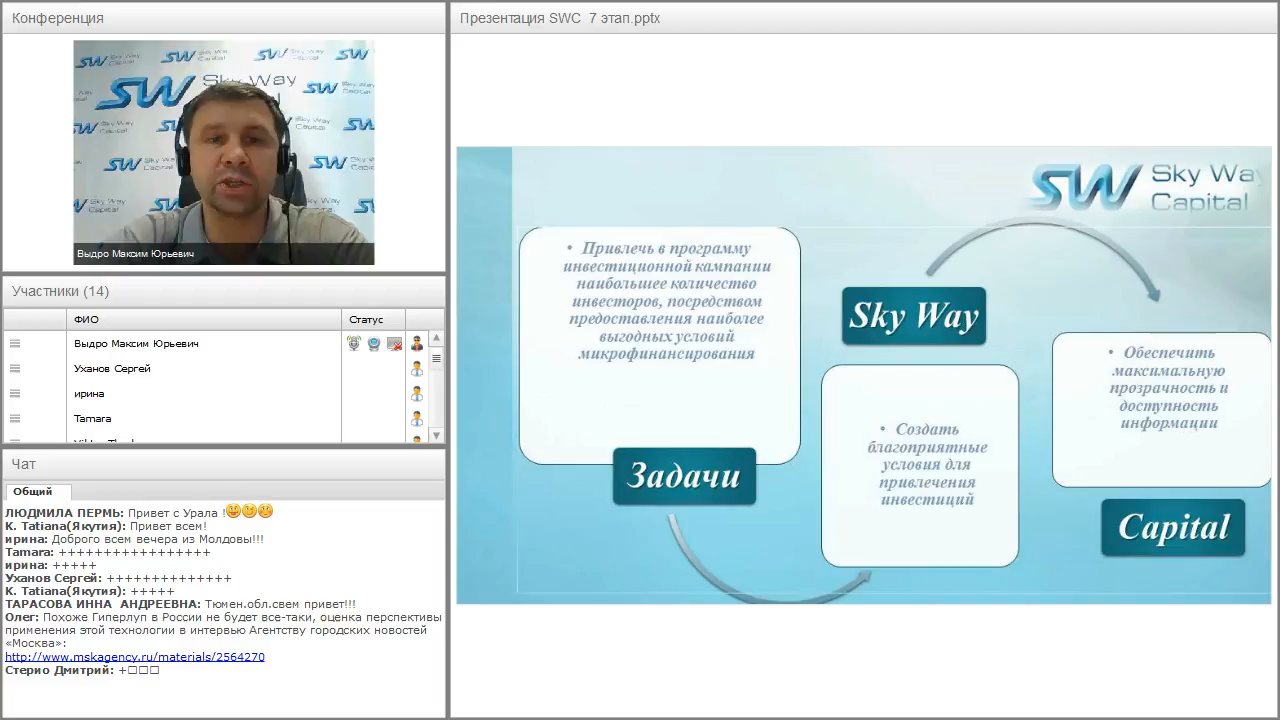 Конференция
Sky Way
Capital
Выдро Максим Юрьевич
Участники (14)
ФИО
Статус
Выдро Максим Юрьевич
Уханов Сергей
ирина
Tamara
Чат
Общий
ЛЮДМИЛА ПЕРМЬ: Привет с Урала !
K. Tatiana(Якутия): Привет всем!
ирина: Доброго всем вечера из Молдовы!!!
Tamara: +++++++++++++++++
ирина: +++++
Уханов Сергей: ++++++++++++++
K. Tatiana(Якутия): +++++
ТАРАСОВА ИННА АНДРЕЕВНА: Тюмен.обл.свем привет!!!
Олег: Похоже Гиперлуп в России не будет все-таки, оценка перспективы
применения этой технологии в интервью Агентству городских новостей
«Москва»:
http://www.mskagency.ru/materials/2564270
Стерио Дмитрий: +□□□
Презентация SWC 7 этап.pptx
SW Sky Wa
Capital
• Привлечь в программу
инвестиционной кампании
наибольшее количество
инвесторов, посредством
предоставления наиболее
выгодных условий
микрофинансирования
Задачи
Sky Way
• Создать
благоприятные
условия для
привлечения
инвестиций
• Обеспечить
максимальную
прозрачность и
доступность
информации
Capital